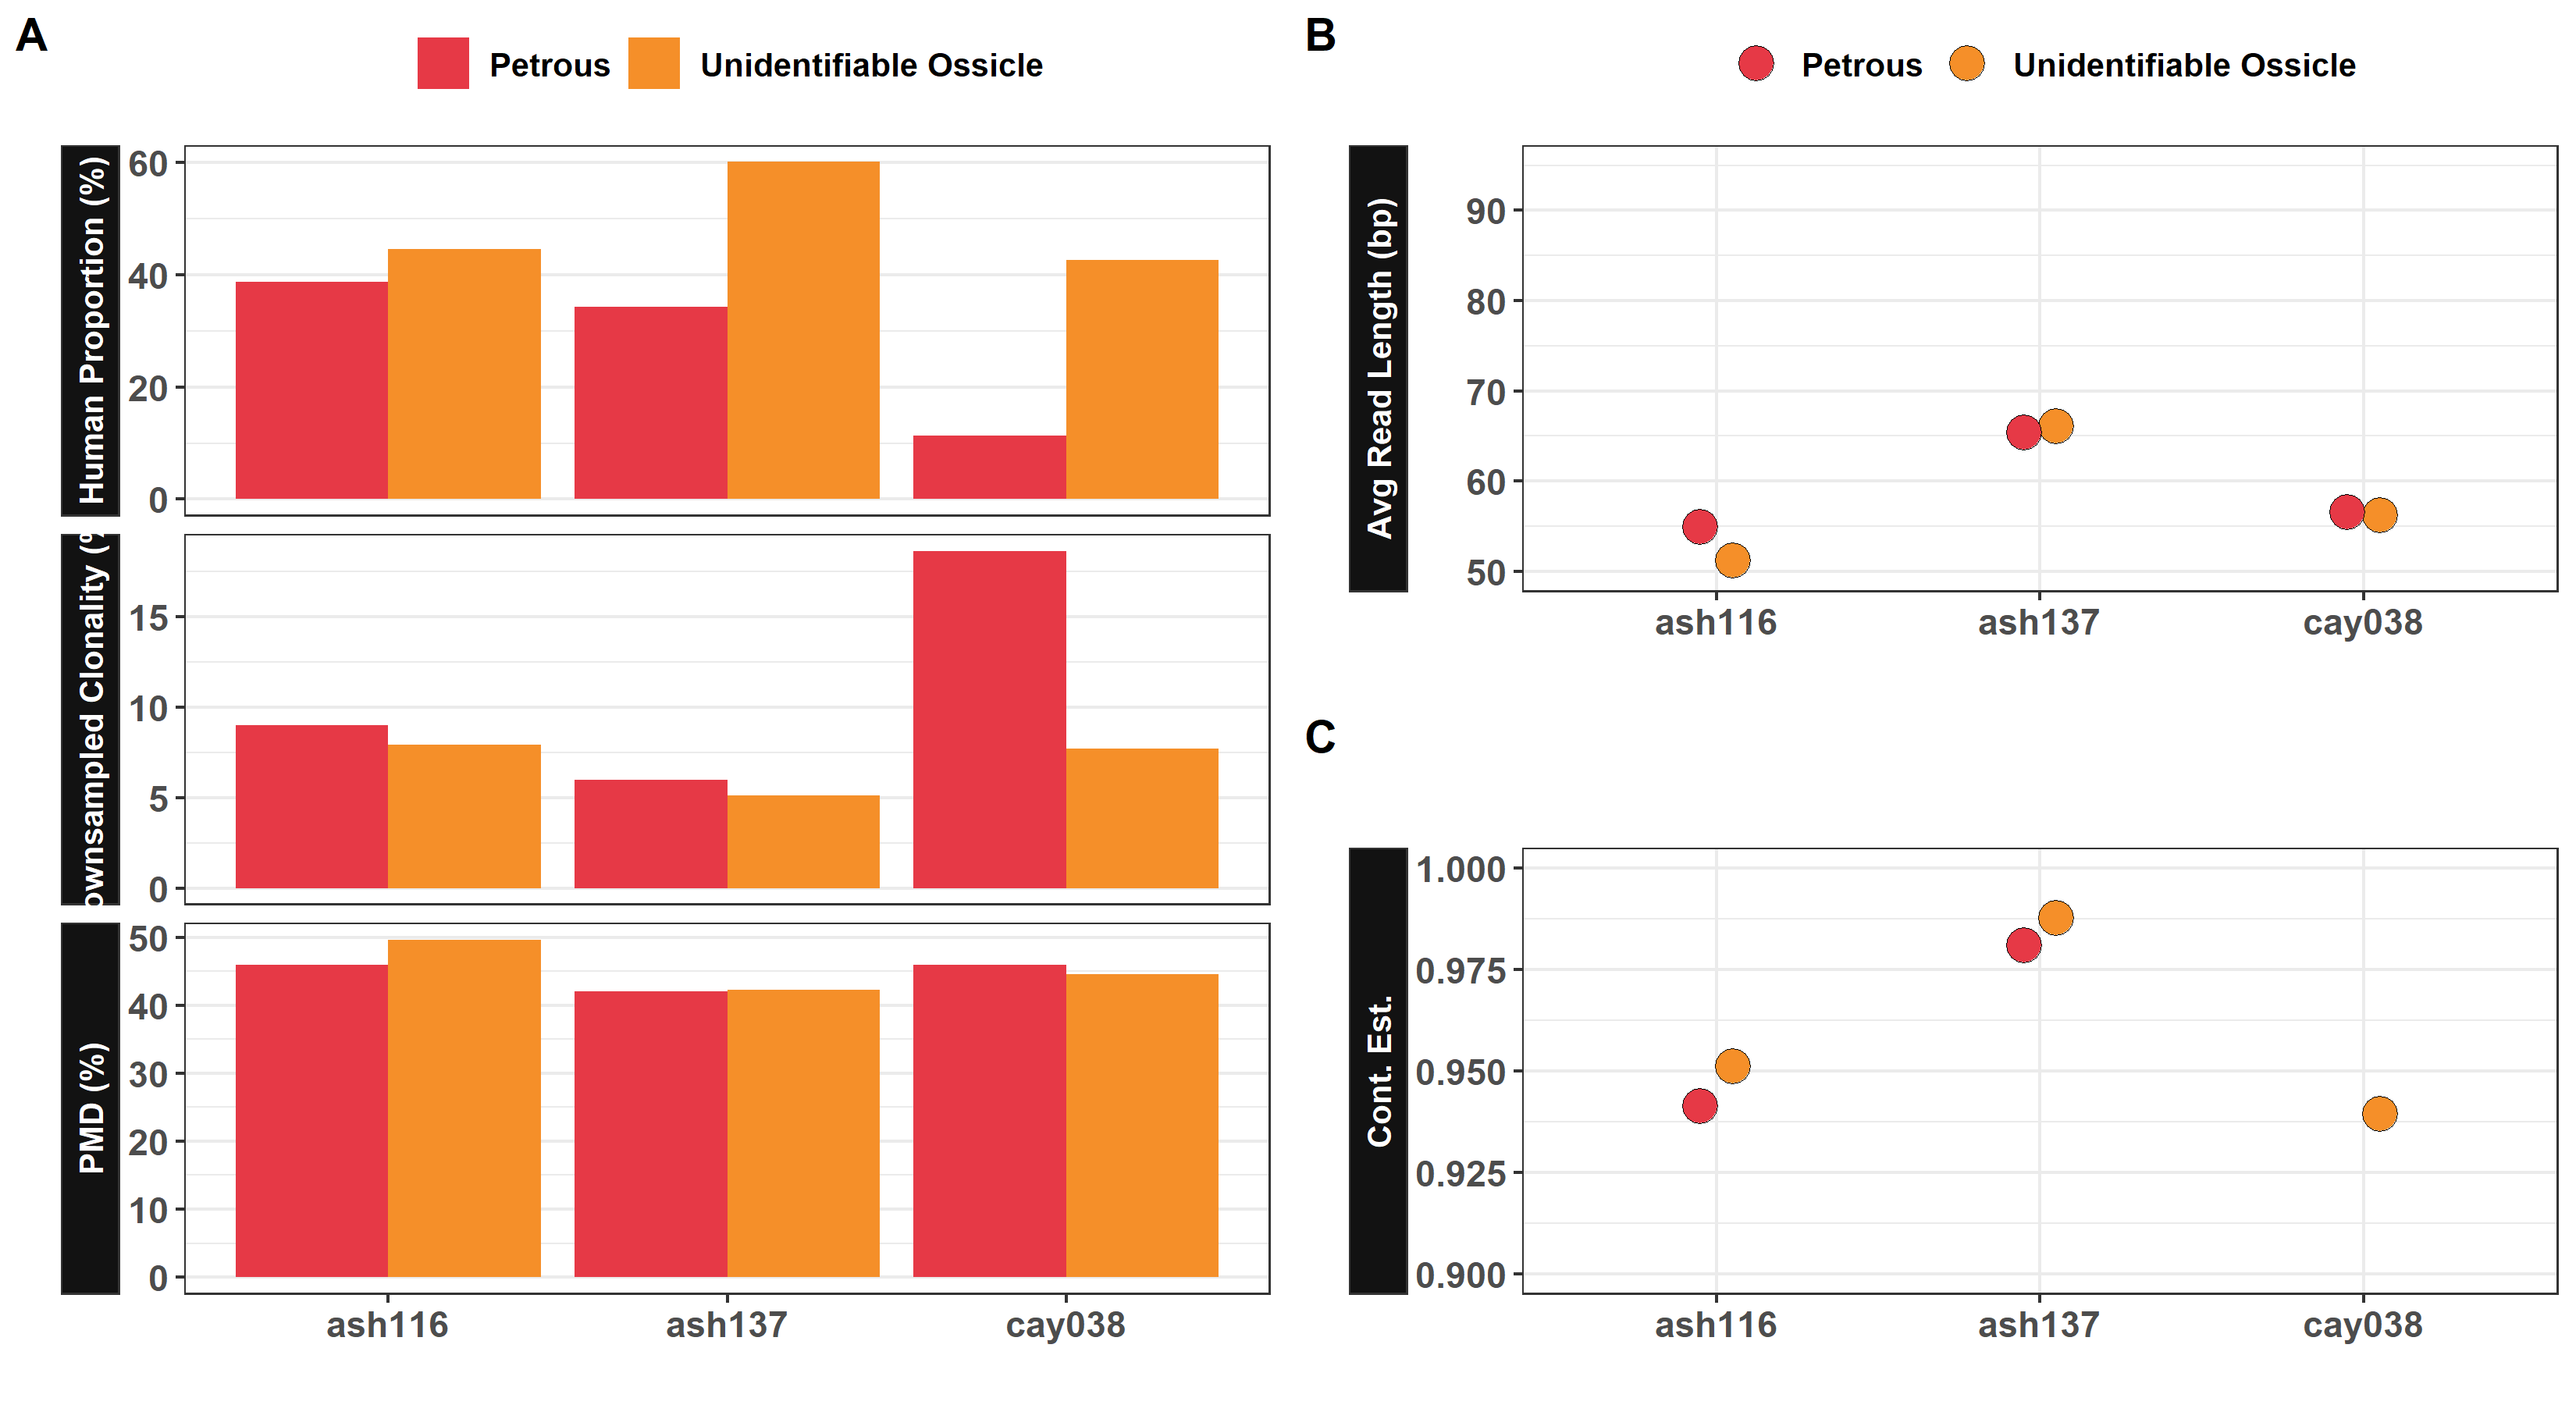 A
Petrous
Unidentifiable Ossicle
Human Proportion (%)
60
40
20
0
ownsampled Clonality (%
15
10
5
0
PMD (%)
50
40
30
20
10
0
ash116
ash137
cay038
B
Petrous
Unidentifiable Ossicle
Avg Read Length (bp)
90
80
70
60
50
ash116
ash137
cay038
C
Cont. Est.
1.000
0.975
0.950
0.925
0.900
ash116
ash137
cay038